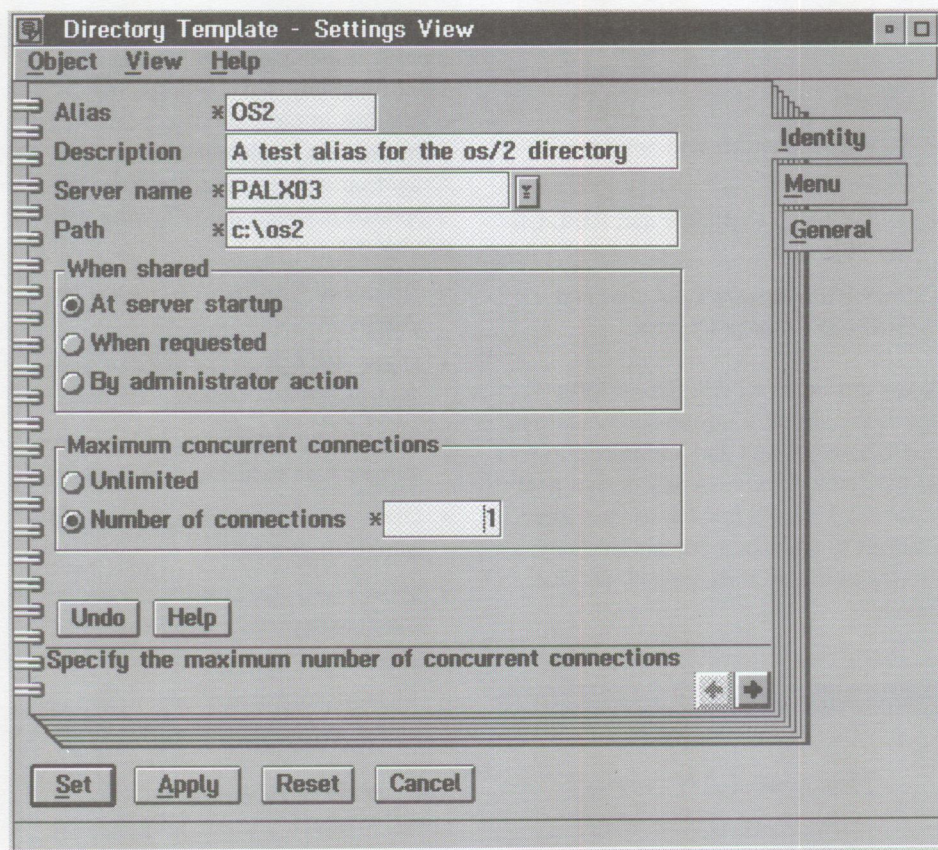 Directory Template - Settings View
Object View Help
Alias *OS2
Description A test alias for the os/2 directory
Server name *PALX03
Path *c:\os2
When shared
At server startup
When requested
By administrator action
Maximum concurrent connections
Unlimited
Number of connections * 1
Undo Help
Specify the maximum number of concurrent connections
Identity
Menu
General
Set Apply Reset Cancel